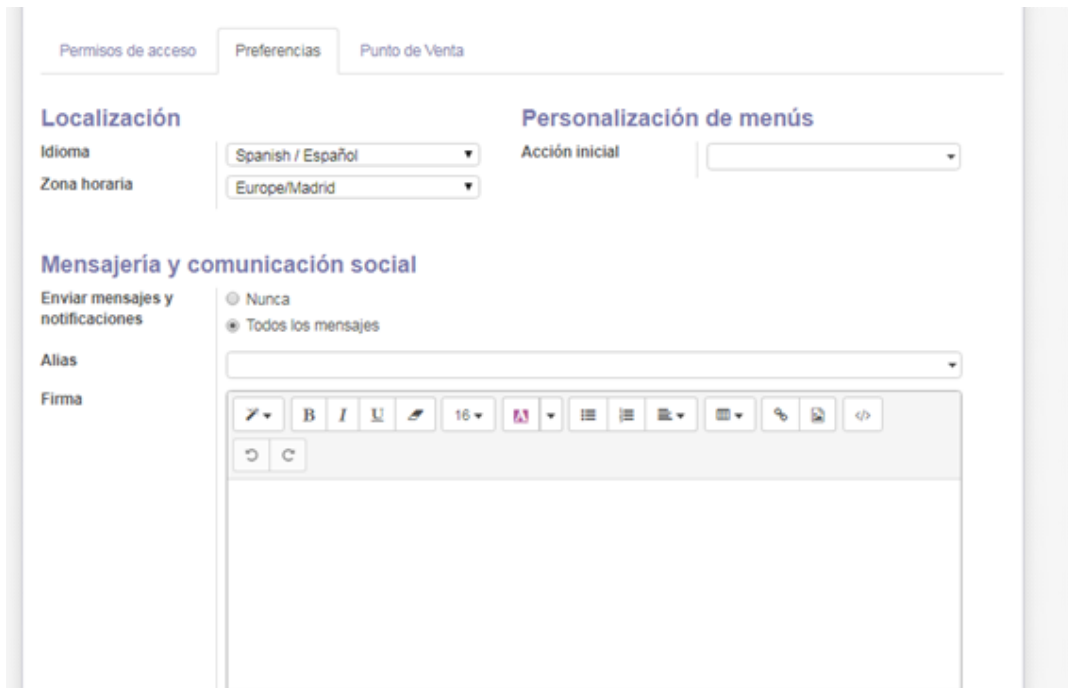 Permisos de acceso Preferencias Punto de Venta
Localización
Idioma Spanish / Español
Zona horaria Europe/Madrid
Personalización de menús
Acción inicial
Mensajería y comunicación social
Enviar mensajes y notificaciones
Nunca
Todos los mensajes
Alias
Firma
B I U 16 A </>